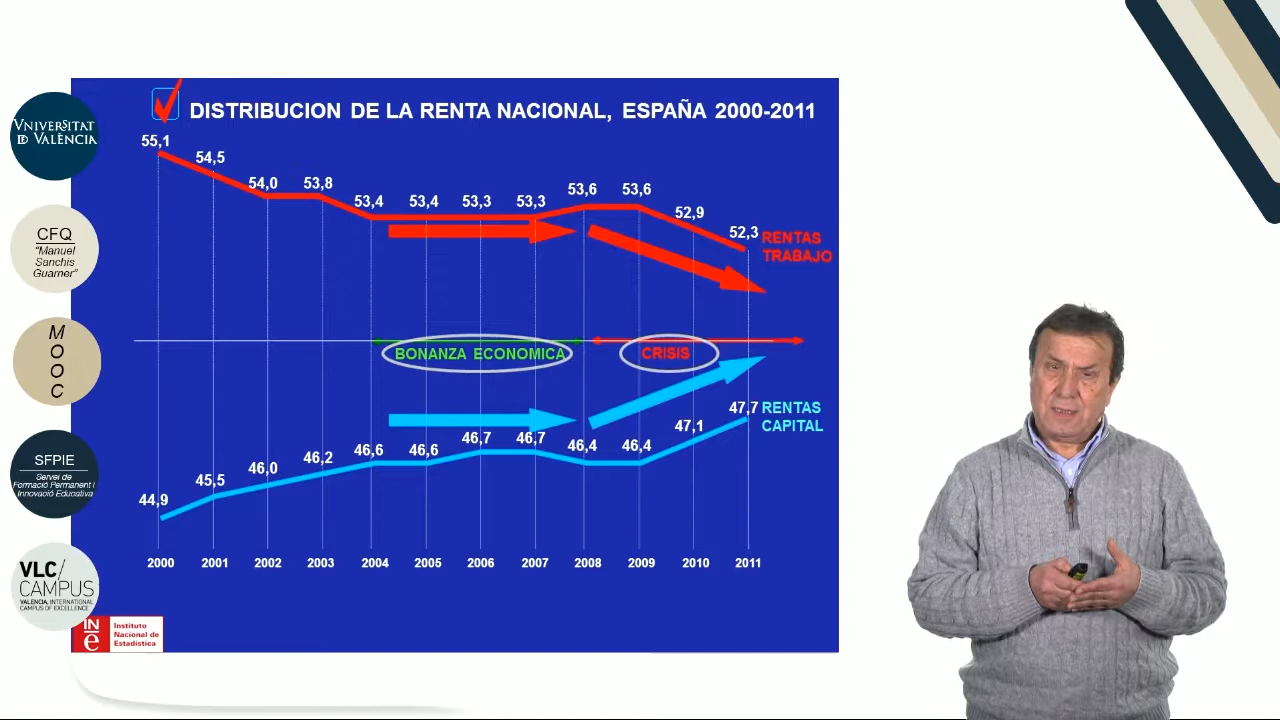 DISTRIBUCION DE LA RENTA NACIONAL, ESPAÑA 2000-2011
VNIVERSITAT
D VALÈNCIA
CFQ
"Manuel
Sanchis
Guarner"
M
O
O
C
SFPIE
Servei de
Formació Permanent i
Innovació Educativa
VLC/
CAMPUS
VALENCIA, INTERNATIONAL
CAMPUS OF EXCELLENCE
55,1
54,5
54,0
53,8
53,4
53,4
53,3
53,3
53,6
53,6
52,9
52,3
RENTAS
TRABAJO
BONANZA ECONOMICA
CRISIS
44,9
45,5
46,0
46,2
46,6
46,6
46,7
46,7
46,4
46,4
47,1
47,7
RENTAS
CAPITAL
2000 2001 2002 2003 2004 2005 2006 2007 2008 2009 2010 2011
INe
Instituto
Nacional de
Estadística